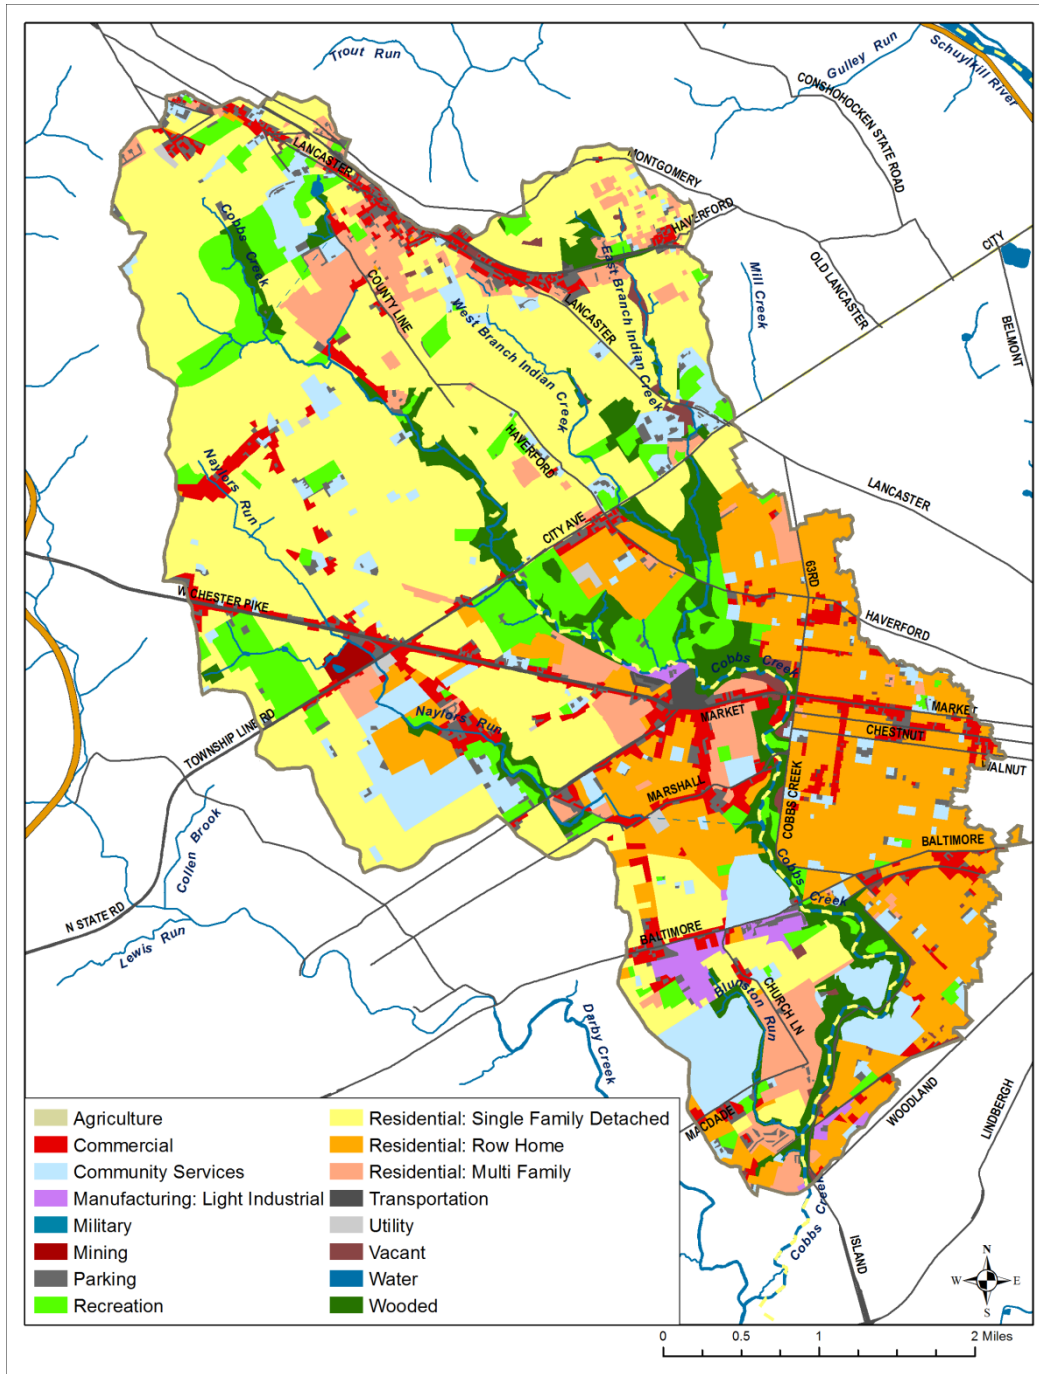 Trout Run
Gulley Run
Schuylkill River
CONSHOHOCKEN STATE ROAD
LANCASTER
MONTGOMERY
HAVERFORD
Cobbs Creek
CITY
OLD LANCASTER
East Branch Indian Creek
Mill Creek
COUNTY LINE
LANCASTER
West Branch Indian Creek
BELMONT
HAVERFORD
Naylors Run
LANCASTER
CITY AVE
63RD
W CHESTER PIKE
HAVERFORD
Cobbs Creek
Naylors Run
MARKET
MARKET
CHESTNUT
WALNUT
TOWNSHIP LINE RD
MARSHALL
COBBS CREEK
Collen Brook
BALTIMORE
Cobbs Creek
N STATE RD
Lewis Run
BALTIMORE
Blunston Run
CHURCH LN
Darby Creek
WOODLAND
LINDBERGH
MACDADE
Cobbs Creek
ISLAND
Agriculture
Commercial
Community Services
Manufacturing: Light Industrial
Military
Mining
Parking
Recreation
Residential: Single Family Detached
Residential: Row Home
Residential: Multi Family
Transportation
Utility
Vacant
Water
Wooded
N
W E
S
0 0.5 1 2 Miles